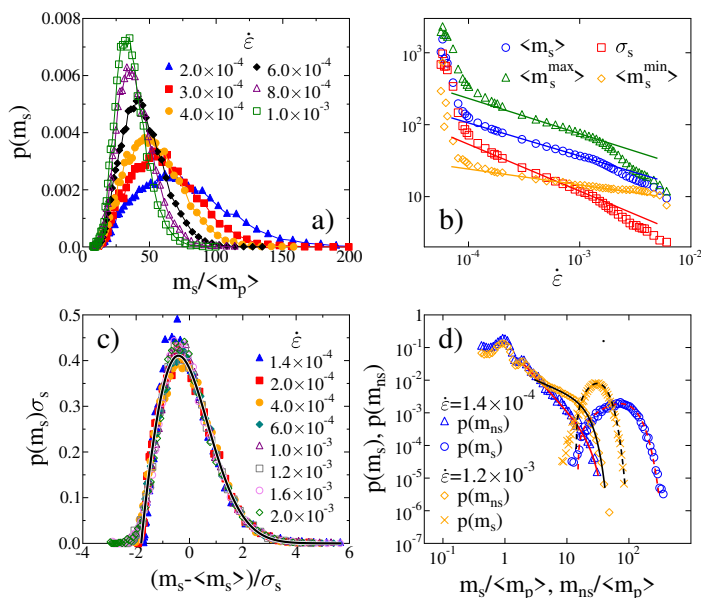 0.008
0.006
0.004
0.002
0.000
p(m_s)
ε̇
2.0×10⁻⁴
3.0×10⁻⁴
4.0×10⁻⁴
6.0×10⁻⁴
8.0×10⁻⁴
1.0×10⁻³
a)
0 50 100 150 200
m_s/<m_p>
10³
10²
10
<m_s>
σ_s
<m_s^max>
<m_s^min>
b)
10⁻⁴ 10⁻³ 10⁻²
ε̇
0.5
0.4
0.3
0.2
0.1
0.0
p(m_s)σ_s
c)
ε̇
1.4×10⁻⁴
2.0×10⁻⁴
4.0×10⁻⁴
6.0×10⁻⁴
1.0×10⁻³
1.2×10⁻³
1.6×10⁻³
2.0×10⁻³
-4 -2 0 2 4
(m_s-<m_s>)/σ_s
10⁻¹
10⁻²
10⁻³
10⁻⁴
10⁻⁵
10⁻⁶
10⁻⁷
p(m_s), p(m_ns)
d)
ε̇=1.4×10⁻⁴
p(m_ns)
p(m_s)
ε̇=1.2×10⁻³
p(m_ns)
p(m_s)
10⁻¹ 1 10 10²
m_s/<m_p>, m_ns/<m_p>